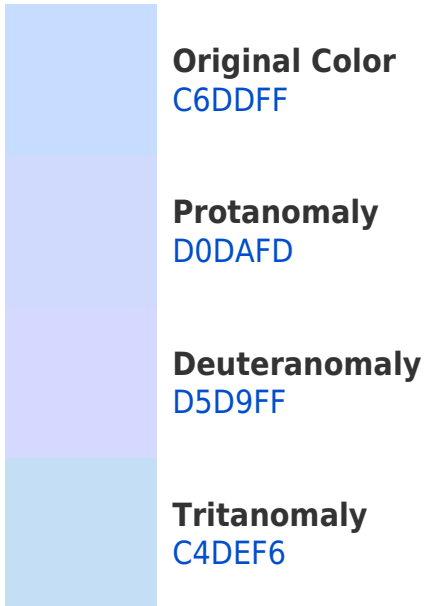 Original Color
C6DDFF
Protanomaly
D0DAFD
Deuteranomaly
D5D9FF
Tritanomaly
C4DEF6